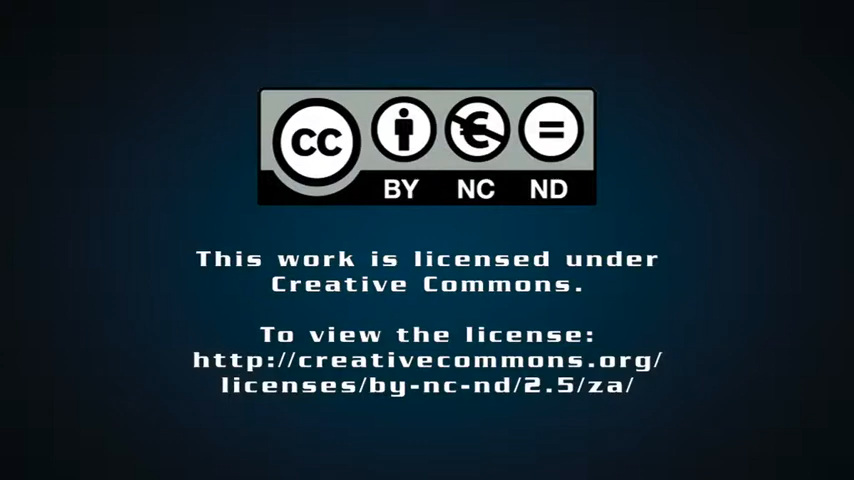 cc
BY NC ND
This work is licensed under
Creative Commons.
To view the license:
http://creativecommons.org/
licenses/by-nc-nd/2.5/za/